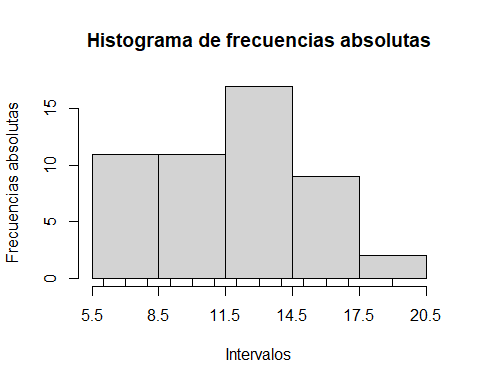 Histograma de frecuencias absolutas
Frecuencias absolutas
15
10
5
0
5.5 8.5 11.5 14.5 17.5 20.5
Intervalos